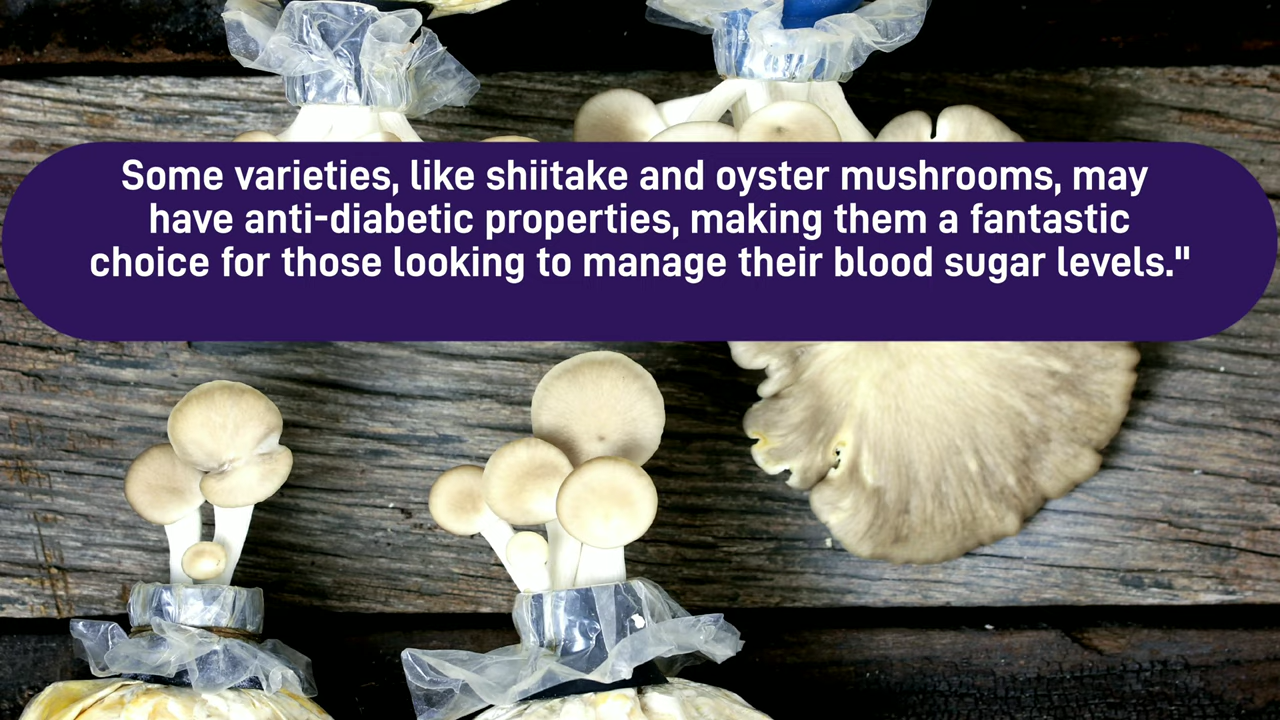 Some varieties, like shiitake and oyster mushrooms, may
have anti-diabetic properties, making them a fantastic
choice for those looking to manage their blood sugar levels."